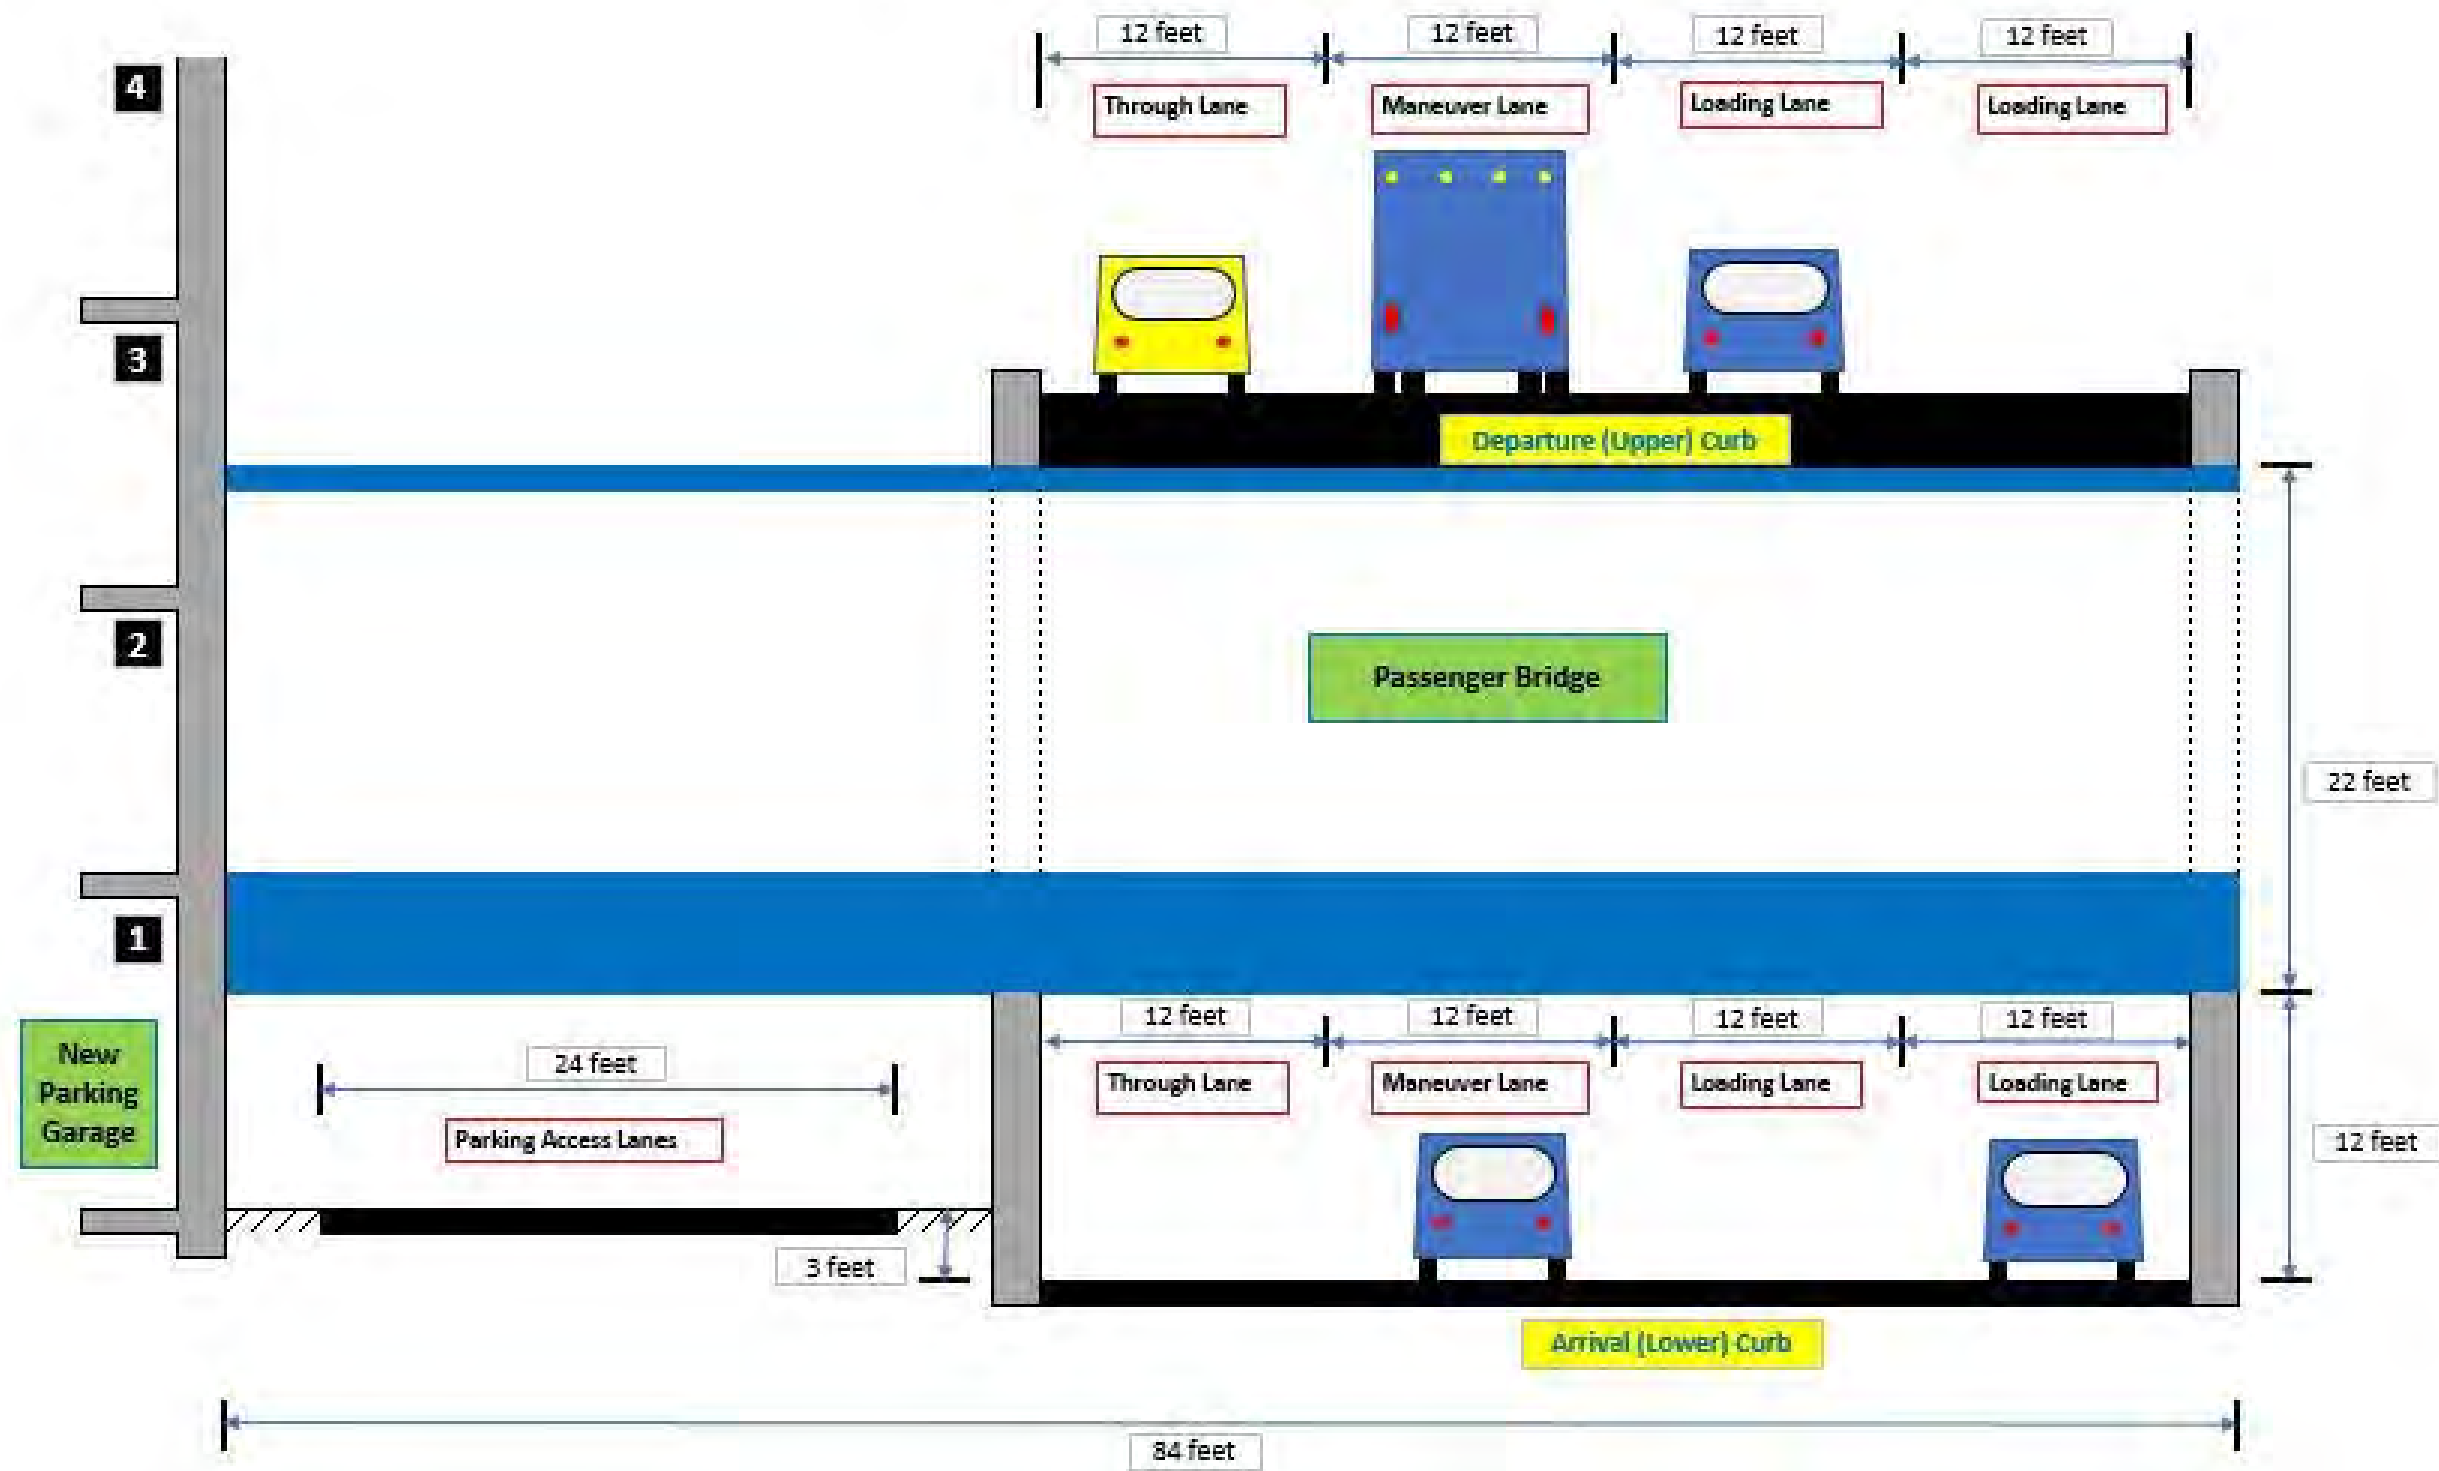 12 feet
12 feet
12 feet
12 feet
4
Through Lane
Maneuver Lane
Loading Lane
Loading Lane
3
Departure (Upper) Curb
2
Passenger Bridge
22 feet
1
12 feet
12 feet
12 feet
12 feet
New
Parking
Garage
24 feet
Through Lane
Maneuver Lane
Loading Lane
Loading Lane
Parking Access Lanes
12 feet
3 feet
Arrival (Lower) Curb
84 feet